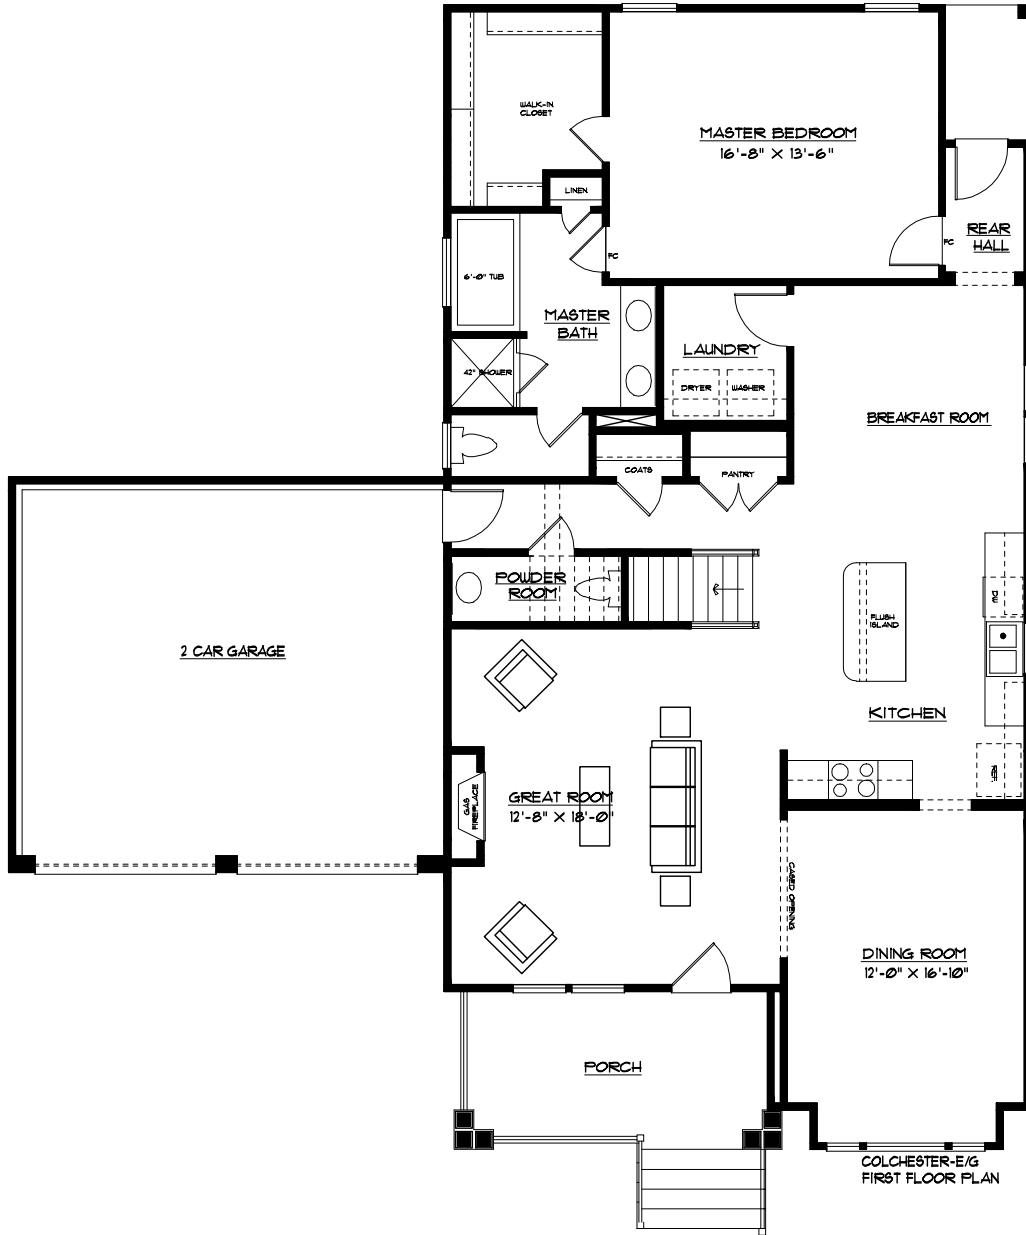 WALK-IN
CLOSET
MASTER BEDROOM
16'-8" X 13'-6"
LINEN
REAR
HALL
FC
FC
6'-0" TUB
MASTER
BATH
LAUNDRY
42" SHOWER
DRYER
WASHER
BREAKFAST ROOM
COATS
PANTRY
POWDER
ROOM
DW
FLUSH
ISLAND
2 CAR GARAGE
KITCHEN
REF.
GAS
FIREPLACE
GREAT ROOM
12'-8" X 18'-0"
CASED OPENING
DINING ROOM
12'-0" X 16'-10"
PORCH
COLCHESTER-E/G
FIRST FLOOR PLAN